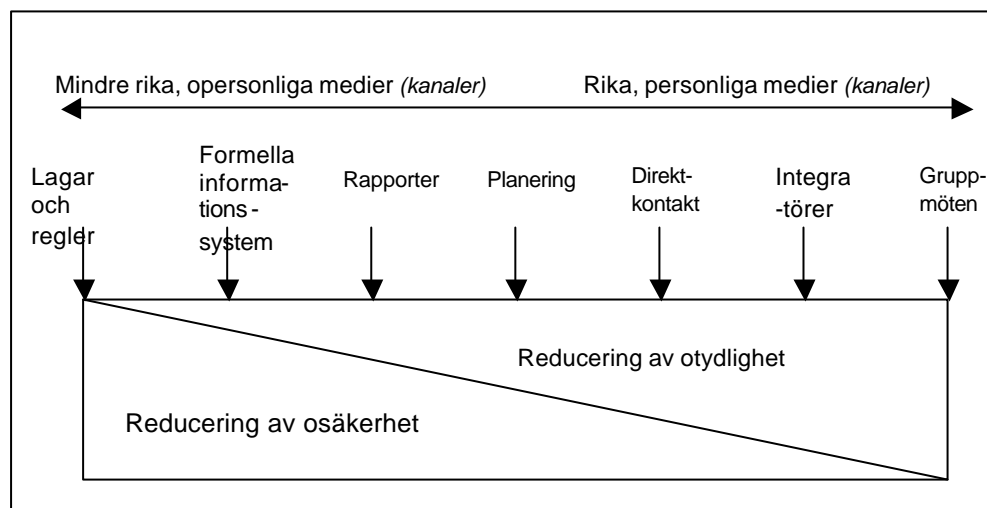 Mindre rika, opersonliga medier (kanaler)
Rika, personliga medier (kanaler)
Lagar
och
regler
Formella
informa-
tions-
system
Rapporter
Planering
Direkt-
kontakt
Integra
-törer
Grupp-
möten
Reducering av otydlighet
Reducering av osäkerhet